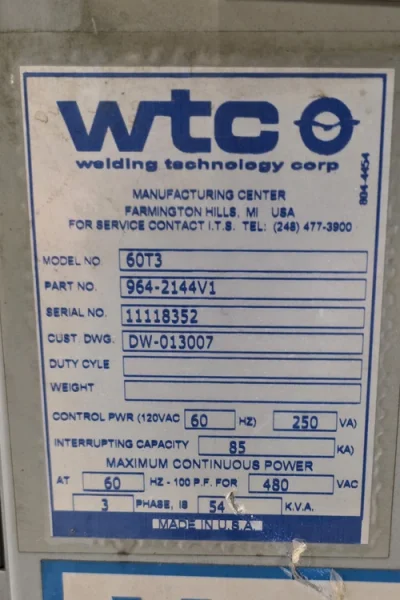 wtc
welding technology corp
804-4454
MANUFACTURING CENTER
FARMINGTON HILLS, MI USA
FOR SERVICE CONTACT I.T.S. TEL: (248) 477-3900
MODEL NO 60T3
PART NO. 964-2144V1
SERIAL NO. 11118352
CUST. DWG. DW-013007
DUTY CYLE
WEIGHT
CONTROL PWR (120VAC 60 HZ) 250 VA)
INTERRUPTING CAPACITY 85 KA)
MAXIMUM CONTINUOUS POWER
AT 60 HZ - 100 P.F. FOR 480 VAC
3 PHASE, IS 54 K.V.A.
MADE IN U.S.A.